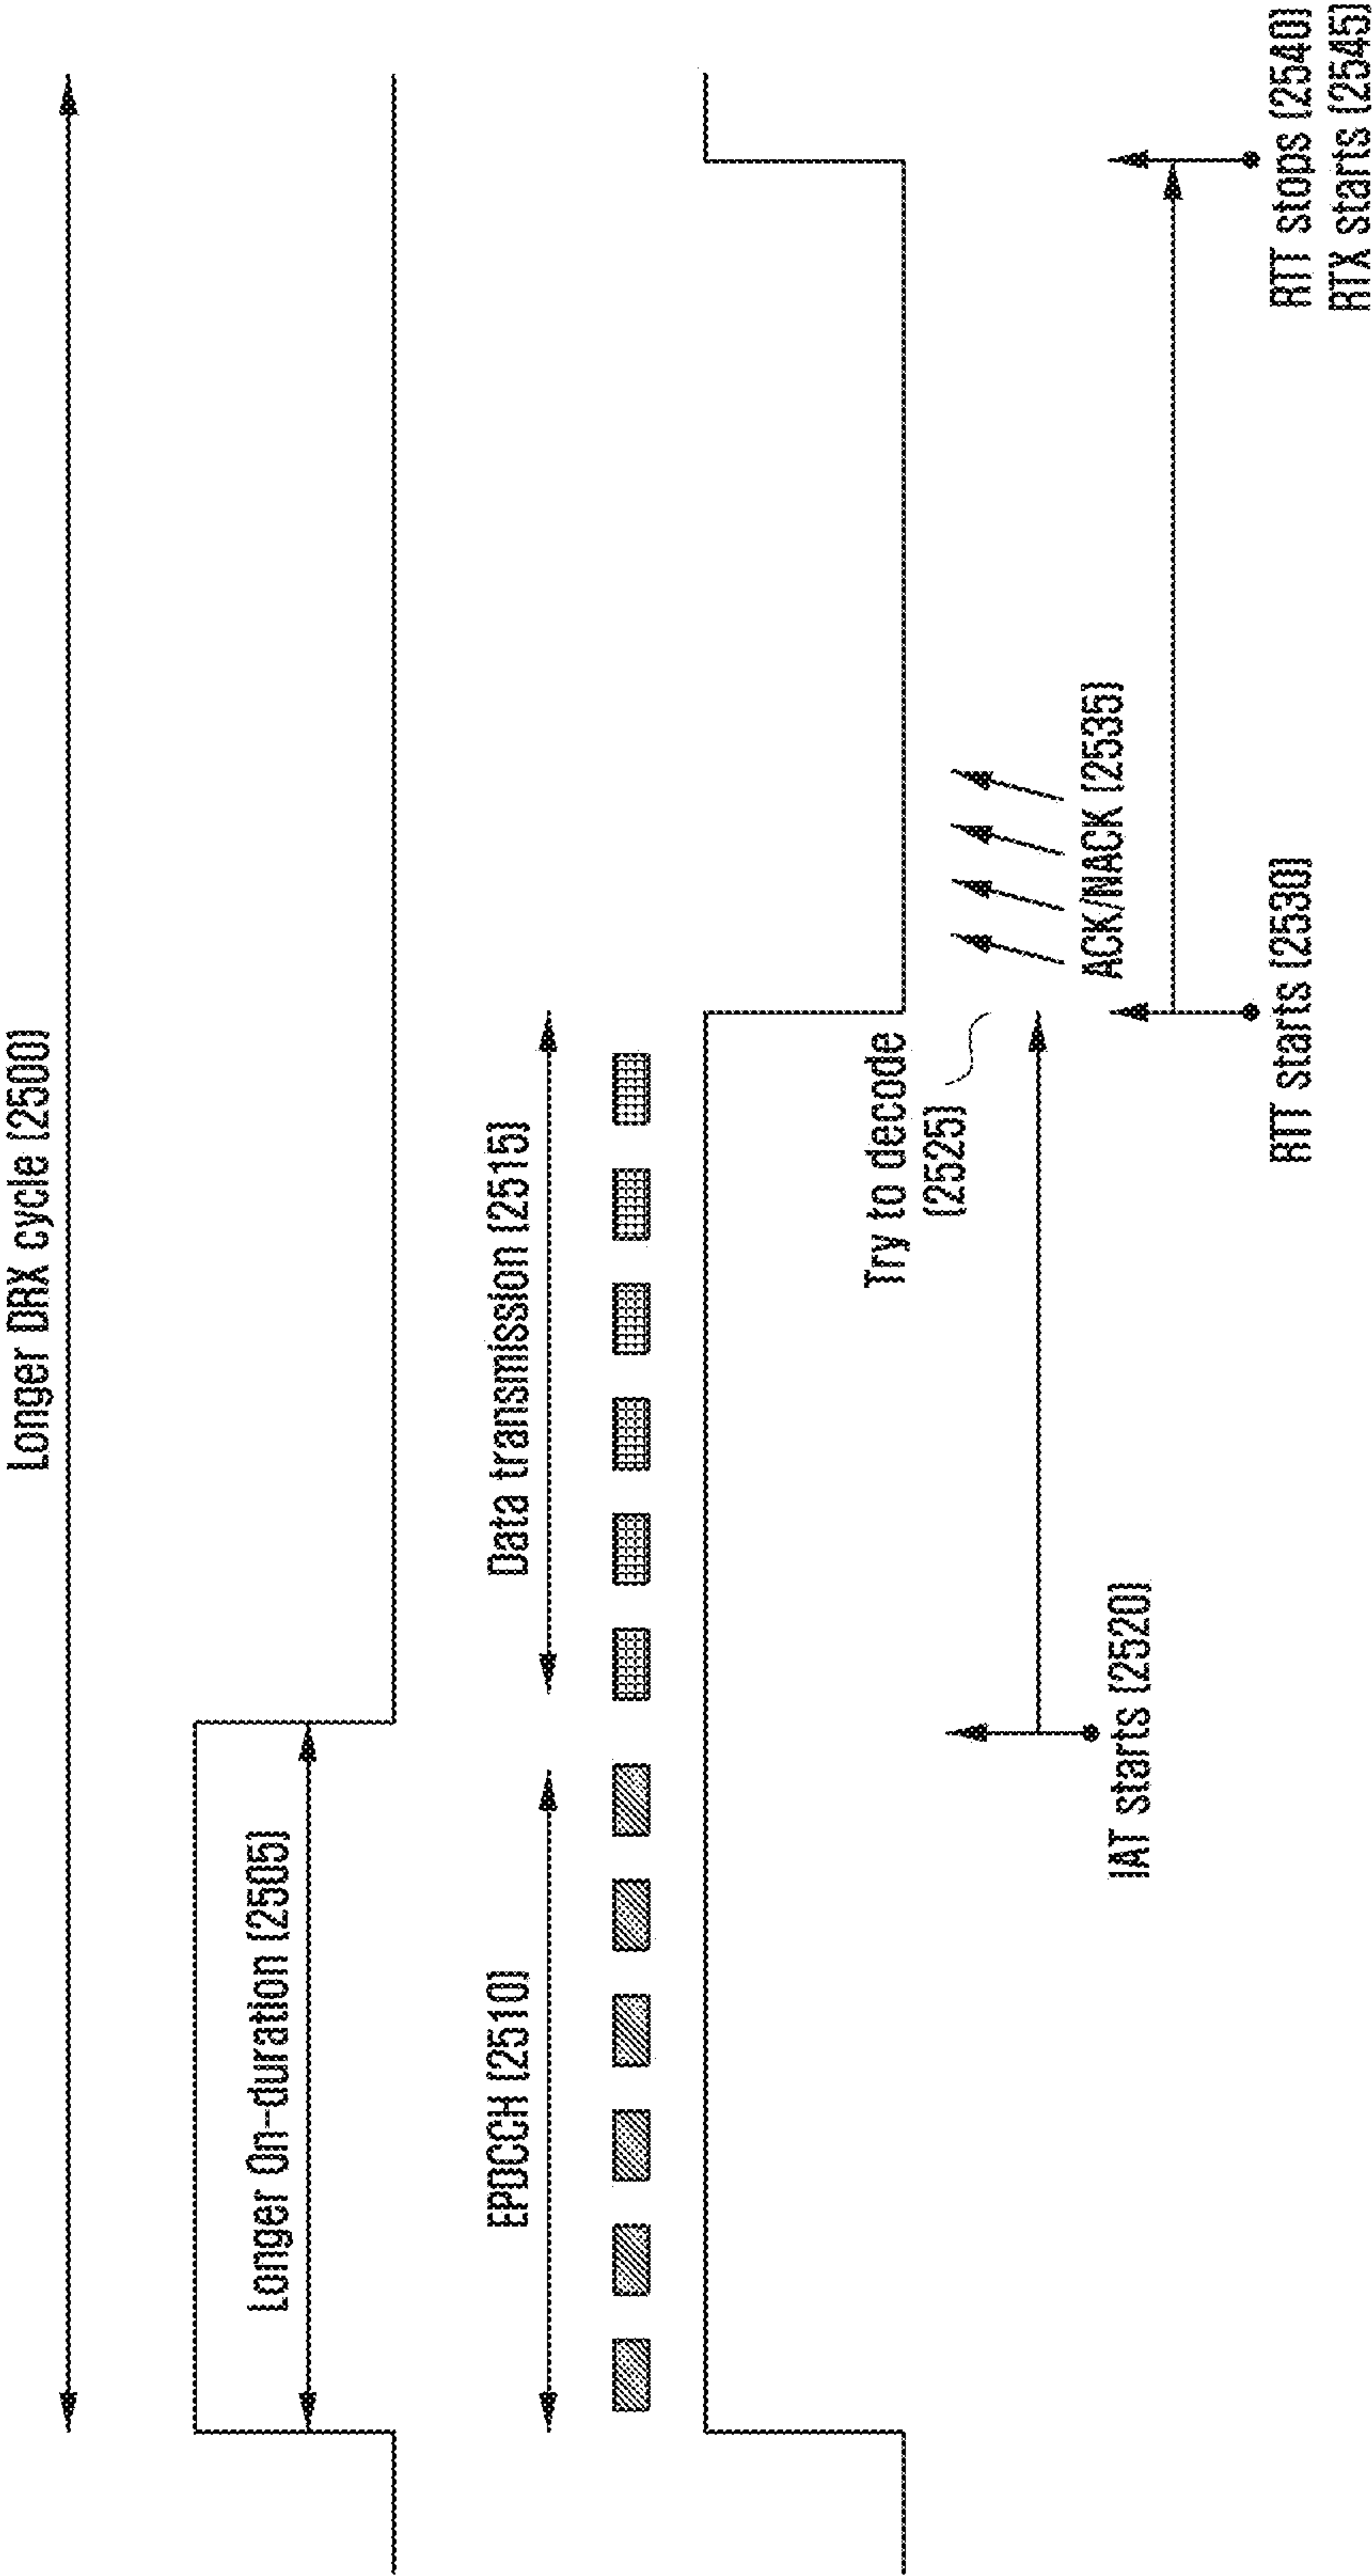 Longer DRX cycle (2500)
Longer On-duration (2505)
EPDCCH (2510)
Data transmission (2515)
Try to decode
(2525)
ACK/NACK (2535)
IAT starts (2520)
RTT starts (2530)
RTT stops (2540)
RTX starts (2545)